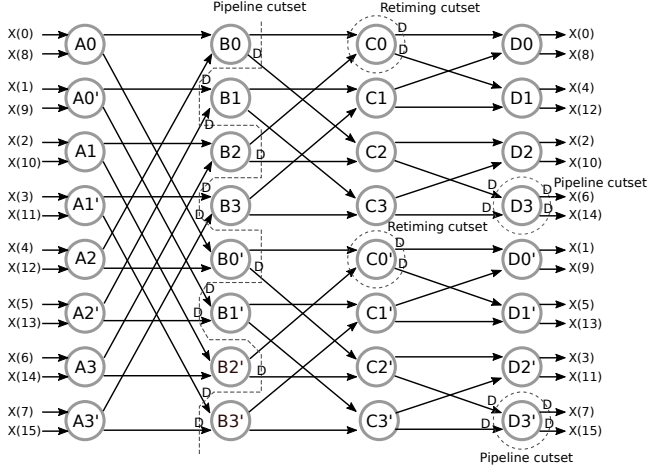 Pipeline cutset
Retiming cutset
X(0) A0 B0 D C0 D D D0 X(0)
X(8) X(8)
X(1) A0' D B1 C1 D1 X(4)
X(9) D X(12)
X(2) A1 B2 D C2 D2 X(2)
X(10) X(10)
Pipeline cutset
X(3) A1' D B3 C3 D D D3 D D X(6)
X(11) D X(14)
Retiming cutset
X(4) A2 B0' D C0' D D D0' X(1)
X(12) X(9)
X(5) A2' D D B1' C1' D1' X(5)
X(13) X(13)
X(6) A3 B2' D C2' D2' X(3)
X(14) X(11)
X(7) A3' D D B3' C3' D D D3' D D X(7)
X(15) X(15)
Pipeline cutset